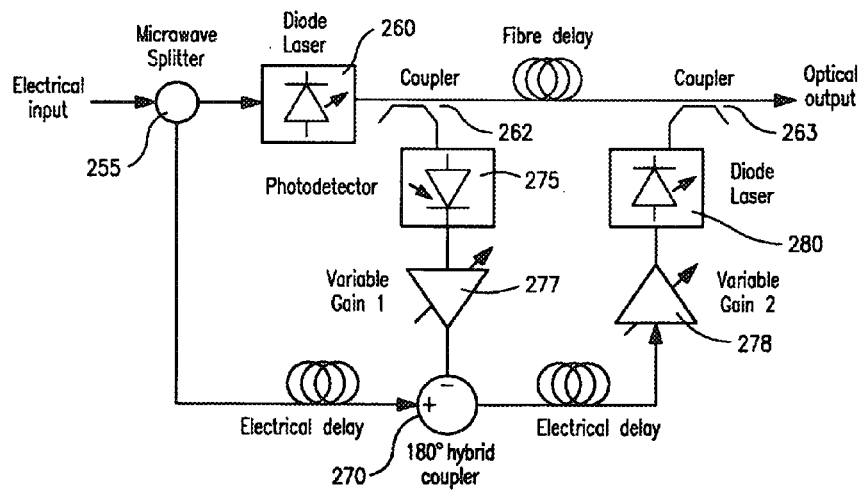 Microwave
Splitter
Diode
Laser
260
Fibre delay
Electrical
input
Coupler
Coupler
Optical
output
262
263
255
Photodetector
275
Diode
Laser
280
Variable
Gain 1
277
Variable
Gain 2
278
−
+
Electrical delay
Electrical delay
270
180° hybrid
coupler